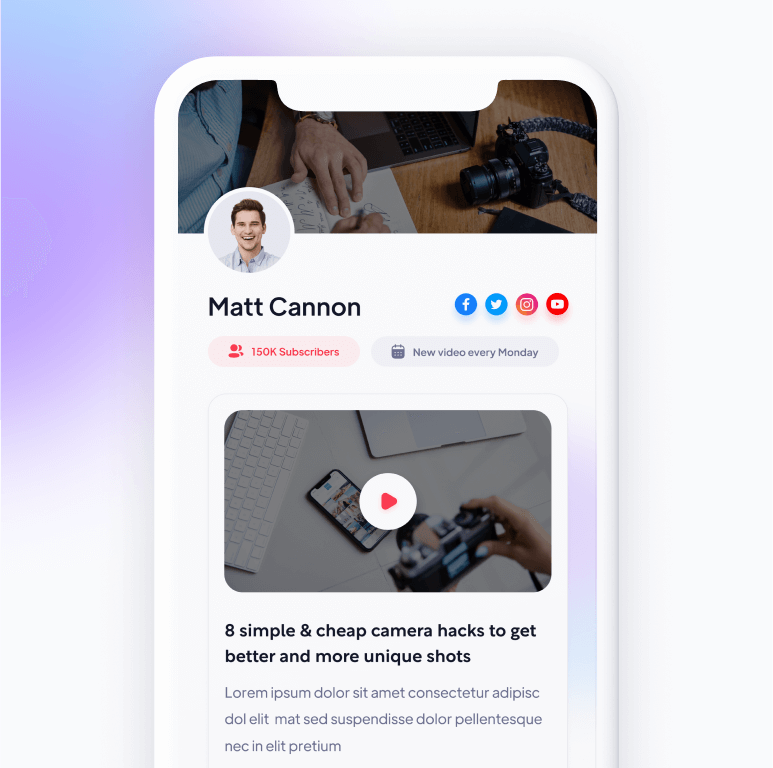 Matt Cannon
150K Subscribers
New video every Monday
8 simple & cheap camera hacks to get
better and more unique shots
Lorem ipsum dolor sit amet consectetur adipisc
dol elit mat sed suspendisse dolor pellentesque
nec in elit pretium